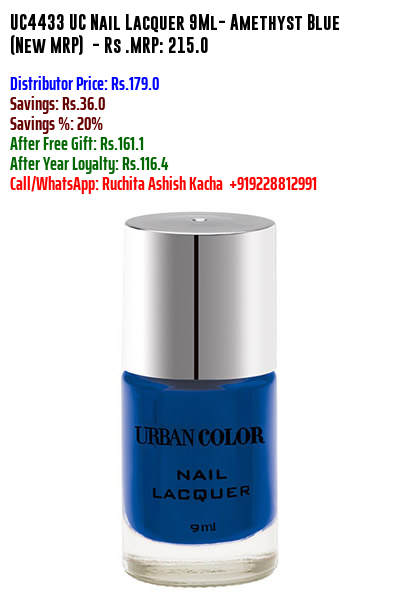 UC4433 UC Nail Lacquer 9Ml- Amethyst Blue
(New MRP) - Rs .MRP: 215.0
Distributor Price: Rs.179.0
Savings: Rs.36.0
Savings %: 20%
After Free Gift: Rs.161.1
After Year Loyalty: Rs.116.4
Call/WhatsApp: Ruchita Ashish Kacha +919228812991
URBAN COLOR
NAIL
LACQUER
9 ml